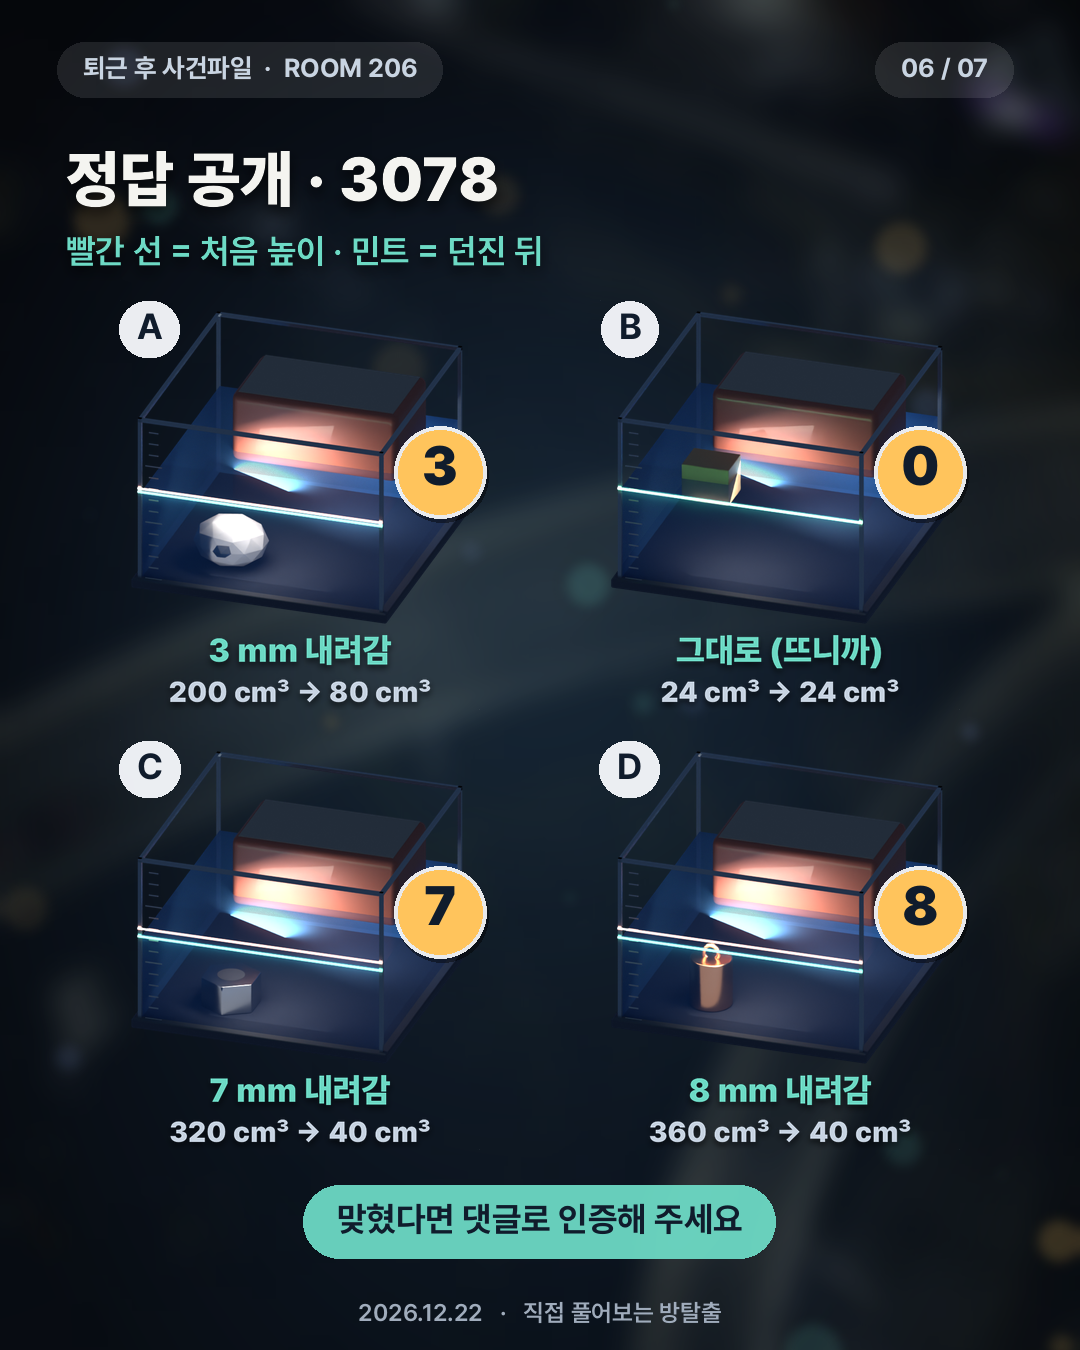 퇴근 후 사건파일 · ROOM 206
06 / 07
정답 공개 · 3078
빨간 선 = 처음 높이 · 민트 = 던진 뒤
A
3
3 mm 내려감
200 cm³ → 80 cm³
B
0
그대로 (뜨니까)
24 cm³ → 24 cm³
C
7
7 mm 내려감
320 cm³ → 40 cm³
D
8
8 mm 내려감
360 cm³ → 40 cm³
맞혔다면 댓글로 인증해 주세요
2026.12.22 · 직접 풀어보는 방탈출